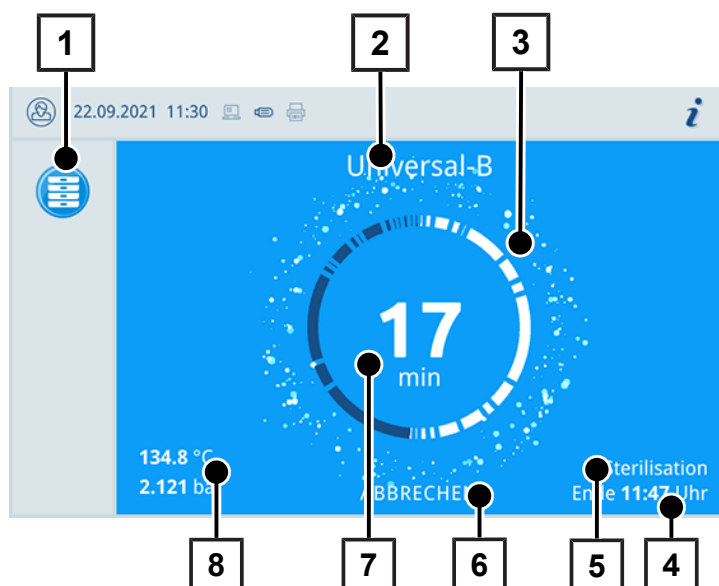 1 2 3
22.09.2021 11:30 i
Universal-B
17
min
134.8 °C
2.121 bar
ABBRECHEN
Sterilisation
Ende 11:47 Uhr
8 7 6 5 4